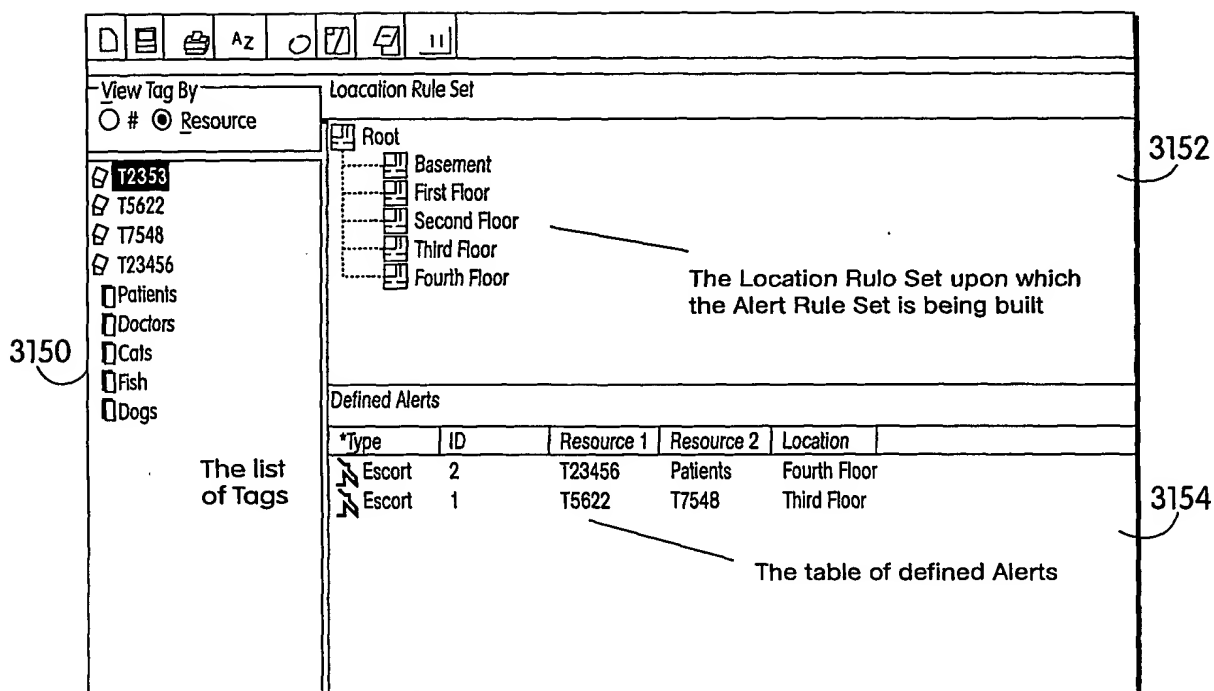 AZ
View Tag By
# Resource
T2353
T5622
T7548
T23456
Patients
Doctors
Cats
Fish
Dogs
The list
of Tags
3150
Loacation Rule Set
Root
Basement
First Floor
Second Floor
Third Floor
Fourth Floor
The Location Rulo Set upon which
the Alert Rule Set is being built
3152
Defined Alerts
*Type ID Resource 1 Resource 2 Location
Escort 2 T23456 Patients Fourth Floor
Escort 1 T5622 T7548 Third Floor
3154
The table of defined Alerts